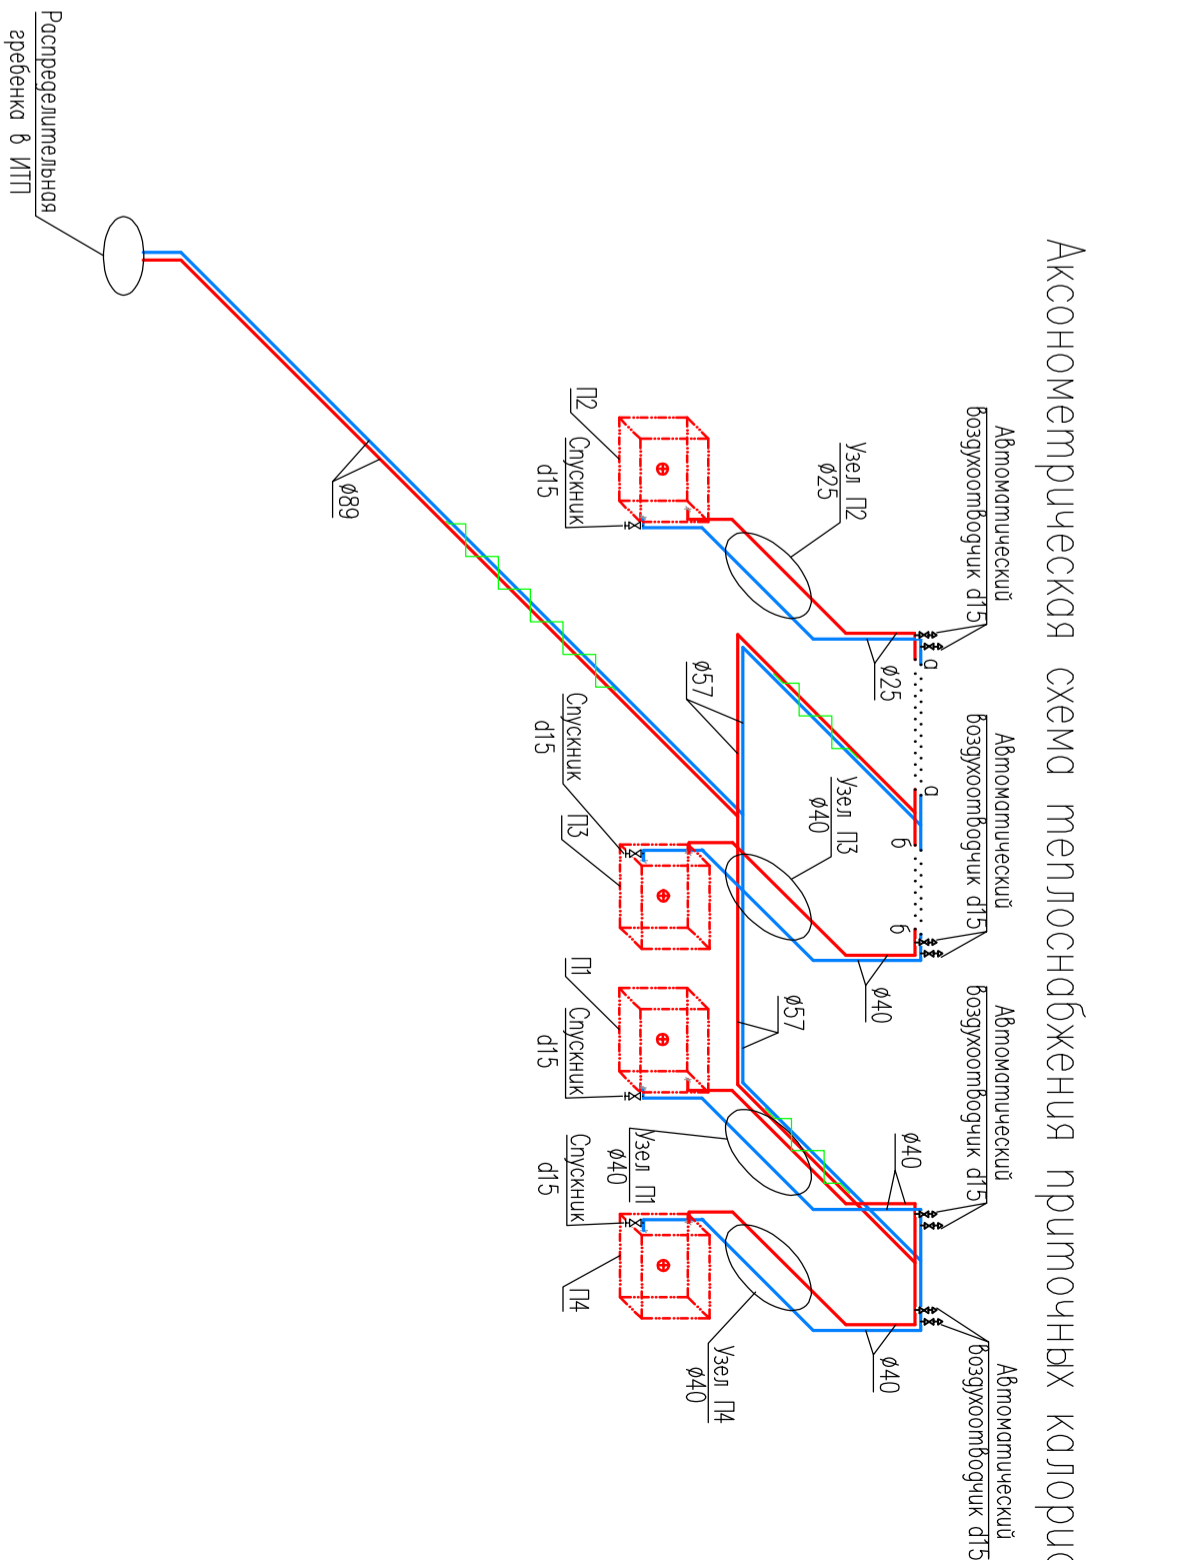 Аксонометрическая схема теплоснабжения приточных
Автоматический
воздухоотводчик d15
Автоматический
воздухоотводчик d15
Автоматический
воздухоотводчик d15
Автоматический
воздухоотводчик d15
а
а
б
б
Узел П2
ø25
ø25
Узел П3
ø40
ø40
ø40
ø40
ø57
ø57
Узел П1
ø40
Узел П4
ø40
П2
Спускник
d15
Спускник
d15
П3
П1
Спускник
d15
Спускник
d15
П4
ø89
Распределительная
гребенка в ИТП